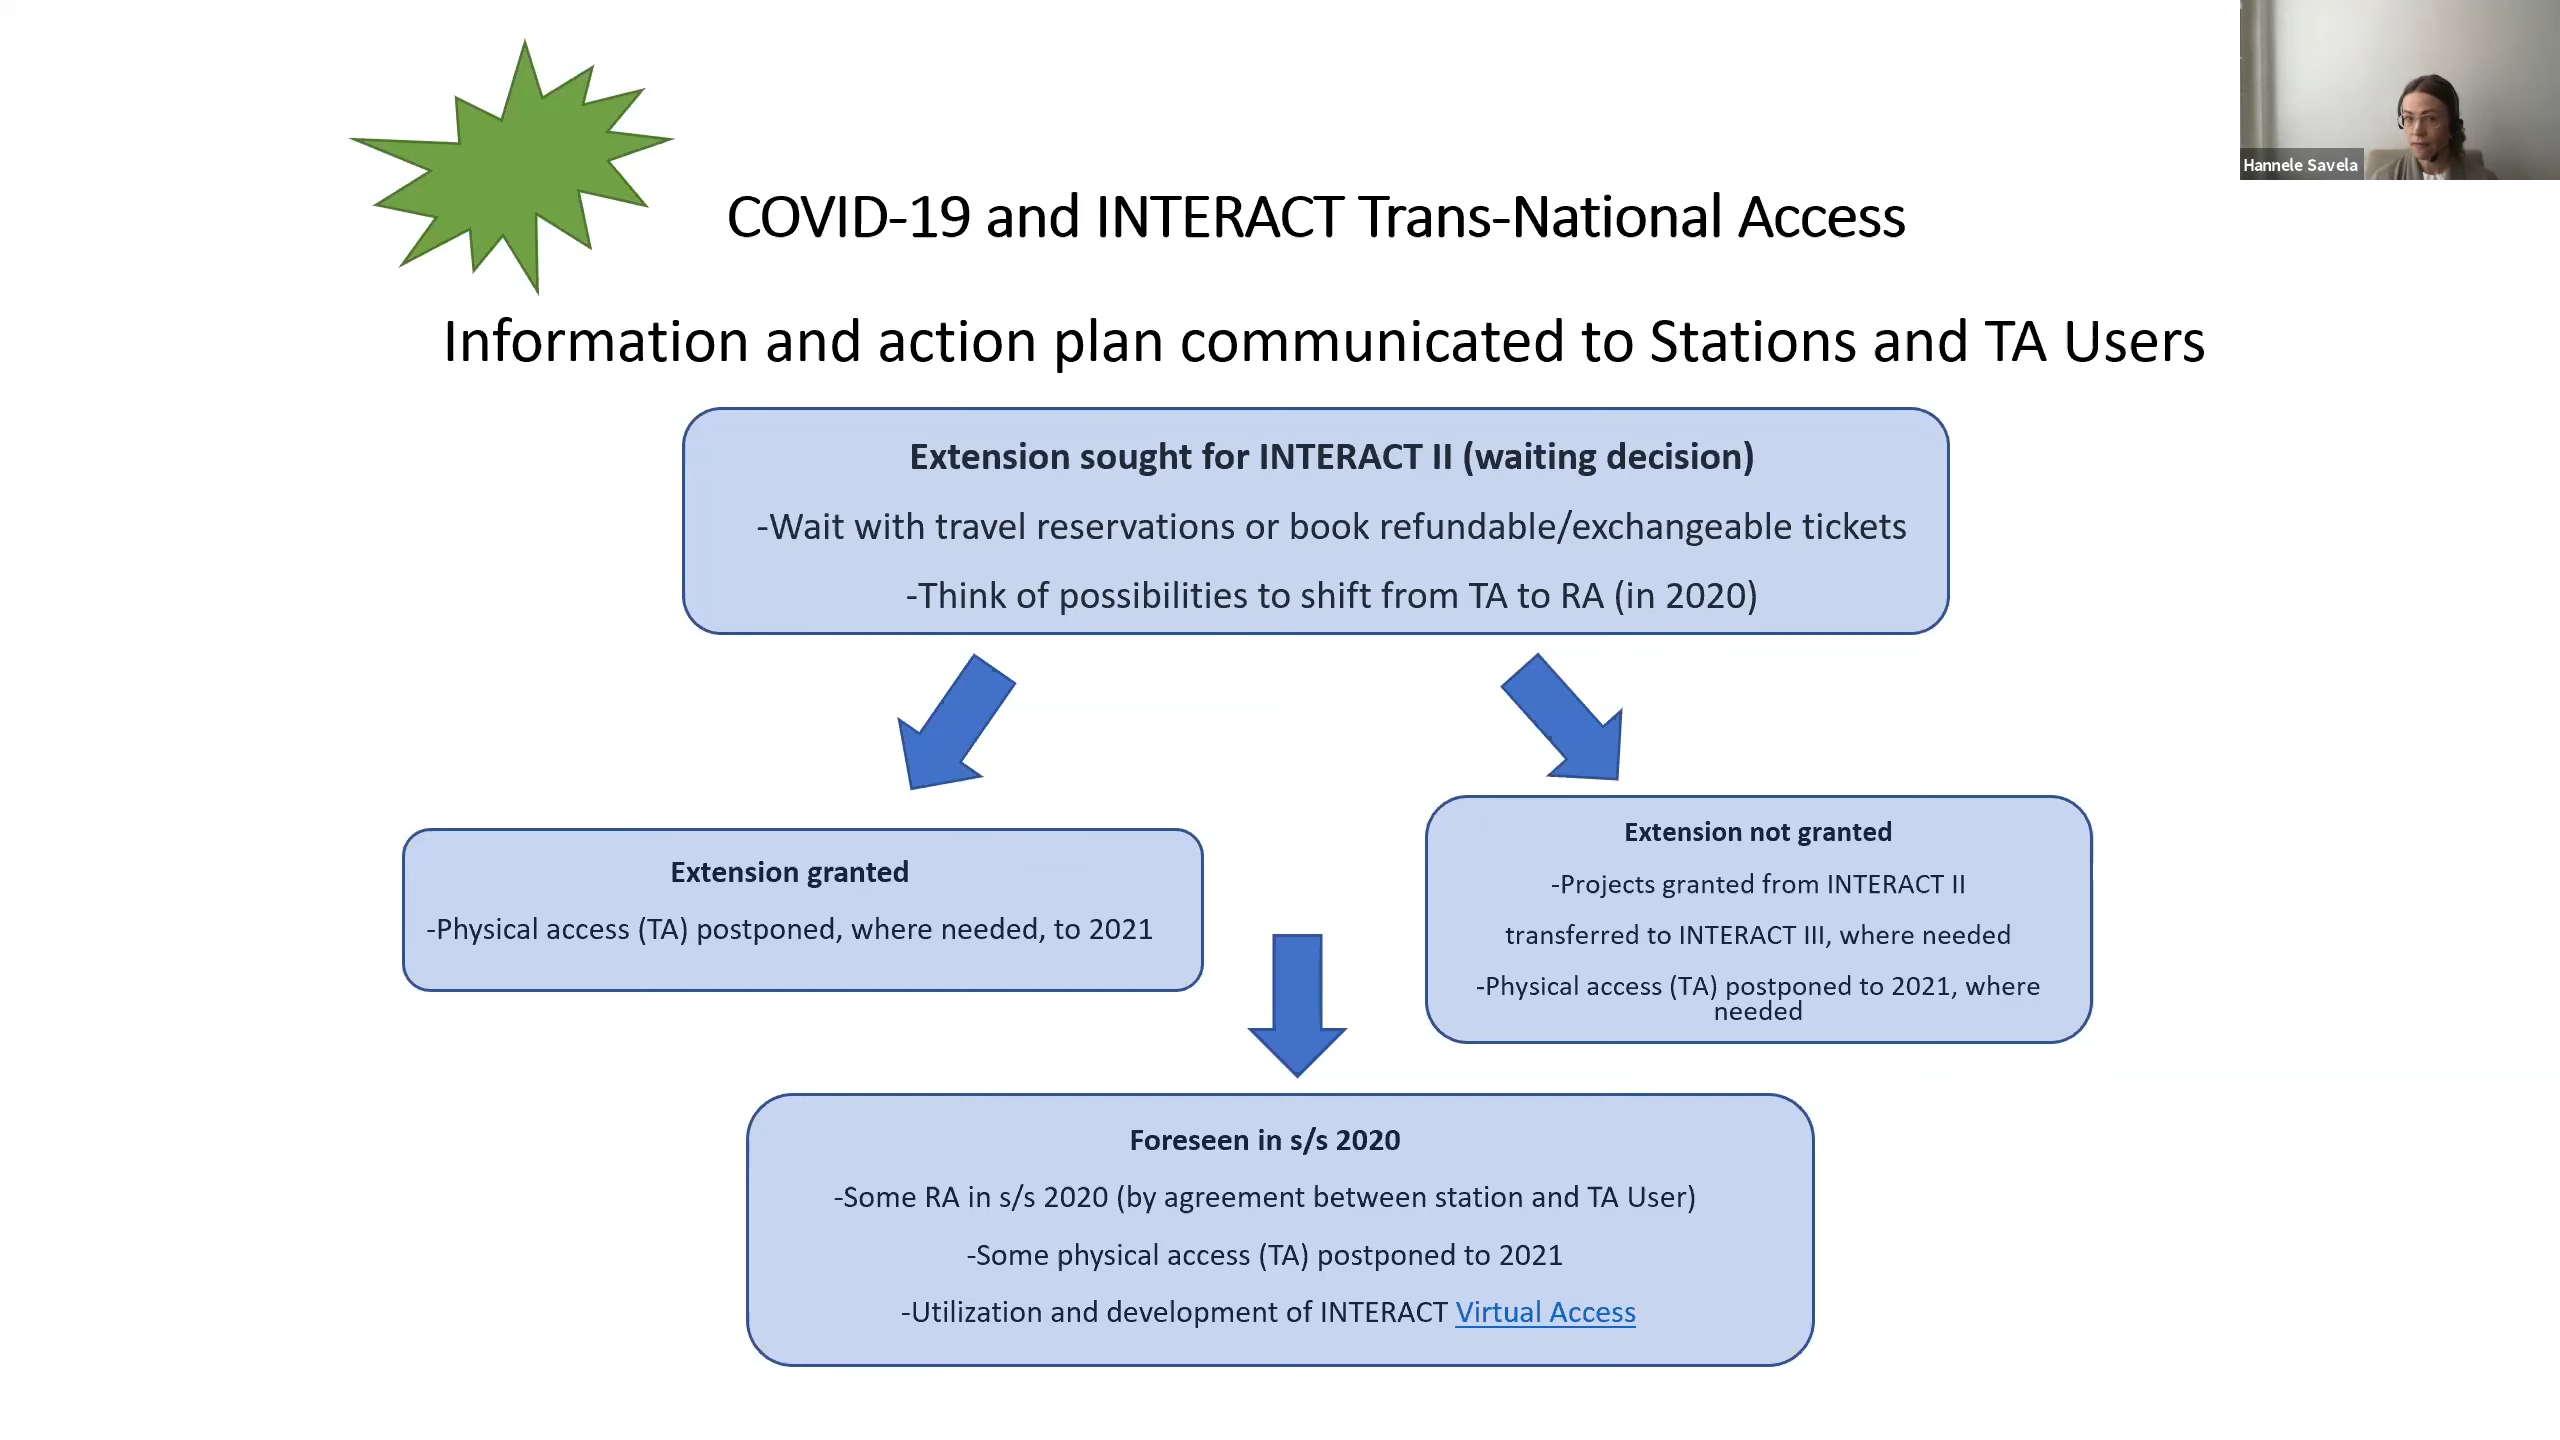 Hannele Savela
COVID-19 and INTERACT Trans-National Access
Information and action plan communicated to Stations and TA Users
Extension sought for INTERACT II (waiting decision)
-Wait with travel reservations or book refundable/exchangeable tickets
-Think of possibilities to shift from TA to RA (in 2020)
Extension granted
-Physical access (TA) postponed, where needed, to 2021
Extension not granted
-Projects granted from INTERACT II
transferred to INTERACT III, where needed
-Physical access (TA) postponed to 2021, where
needed
Foreseen in s/s 2020
-Some RA in s/s 2020 (by agreement between station and TA User)
-Some physical access (TA) postponed to 2021
-Utilization and development of INTERACT Virtual Access